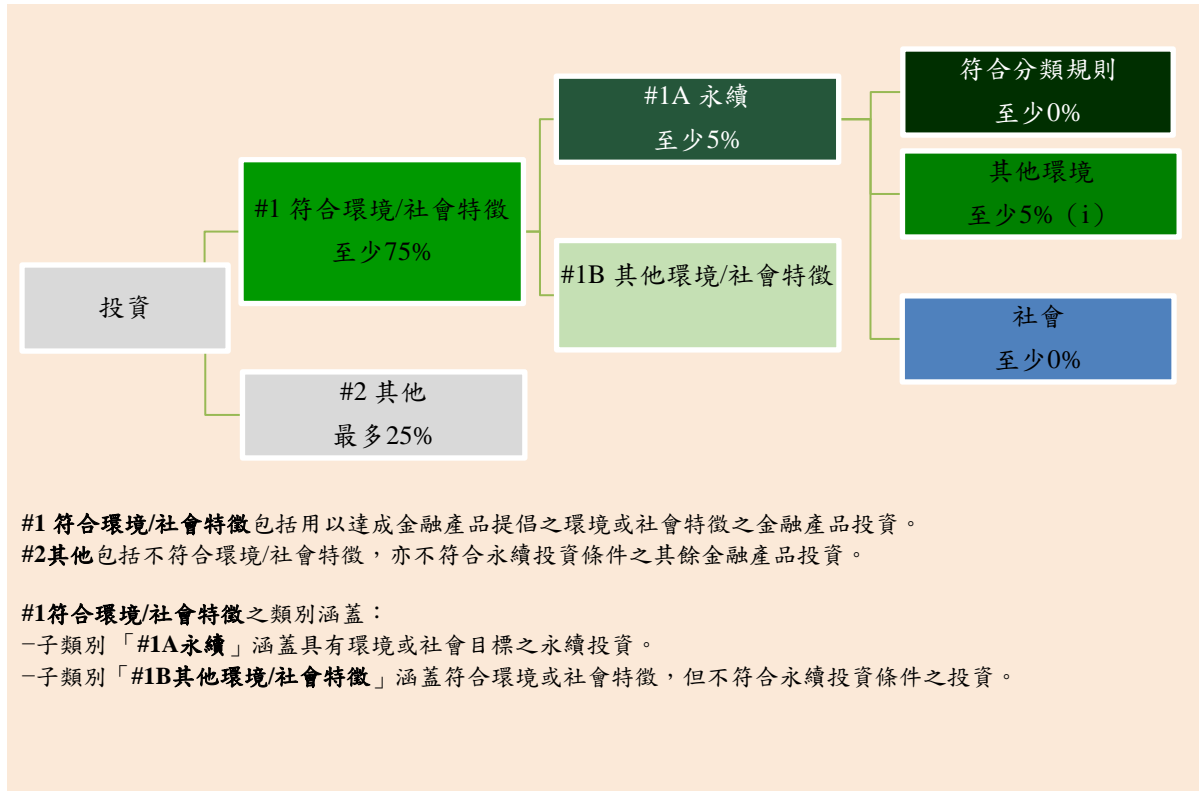 符合分類規則
至少0%
#1A 永續
至少5%
其他環境
至少5%（i）
#1 符合環境/社會特徵
至少75%
#1B 其他環境/社會特徵
投資
社會
至少0%
#2 其他
最多25%
#1 符合環境/社會特徵包括用以達成金融產品提倡之環境或社會特徵之金融產品投資。
#2其他包括不符合環境/社會特徵，亦不符合永續投資條件之其餘金融產品投資。
#1符合環境/社會特徵之類別涵蓋：
−子類別「#1A永續」涵蓋具有環境或社會目標之永續投資。
−子類別「#1B其他環境/社會特徵」涵蓋符合環境或社會特徵，但不符合永續投資條件之投資。